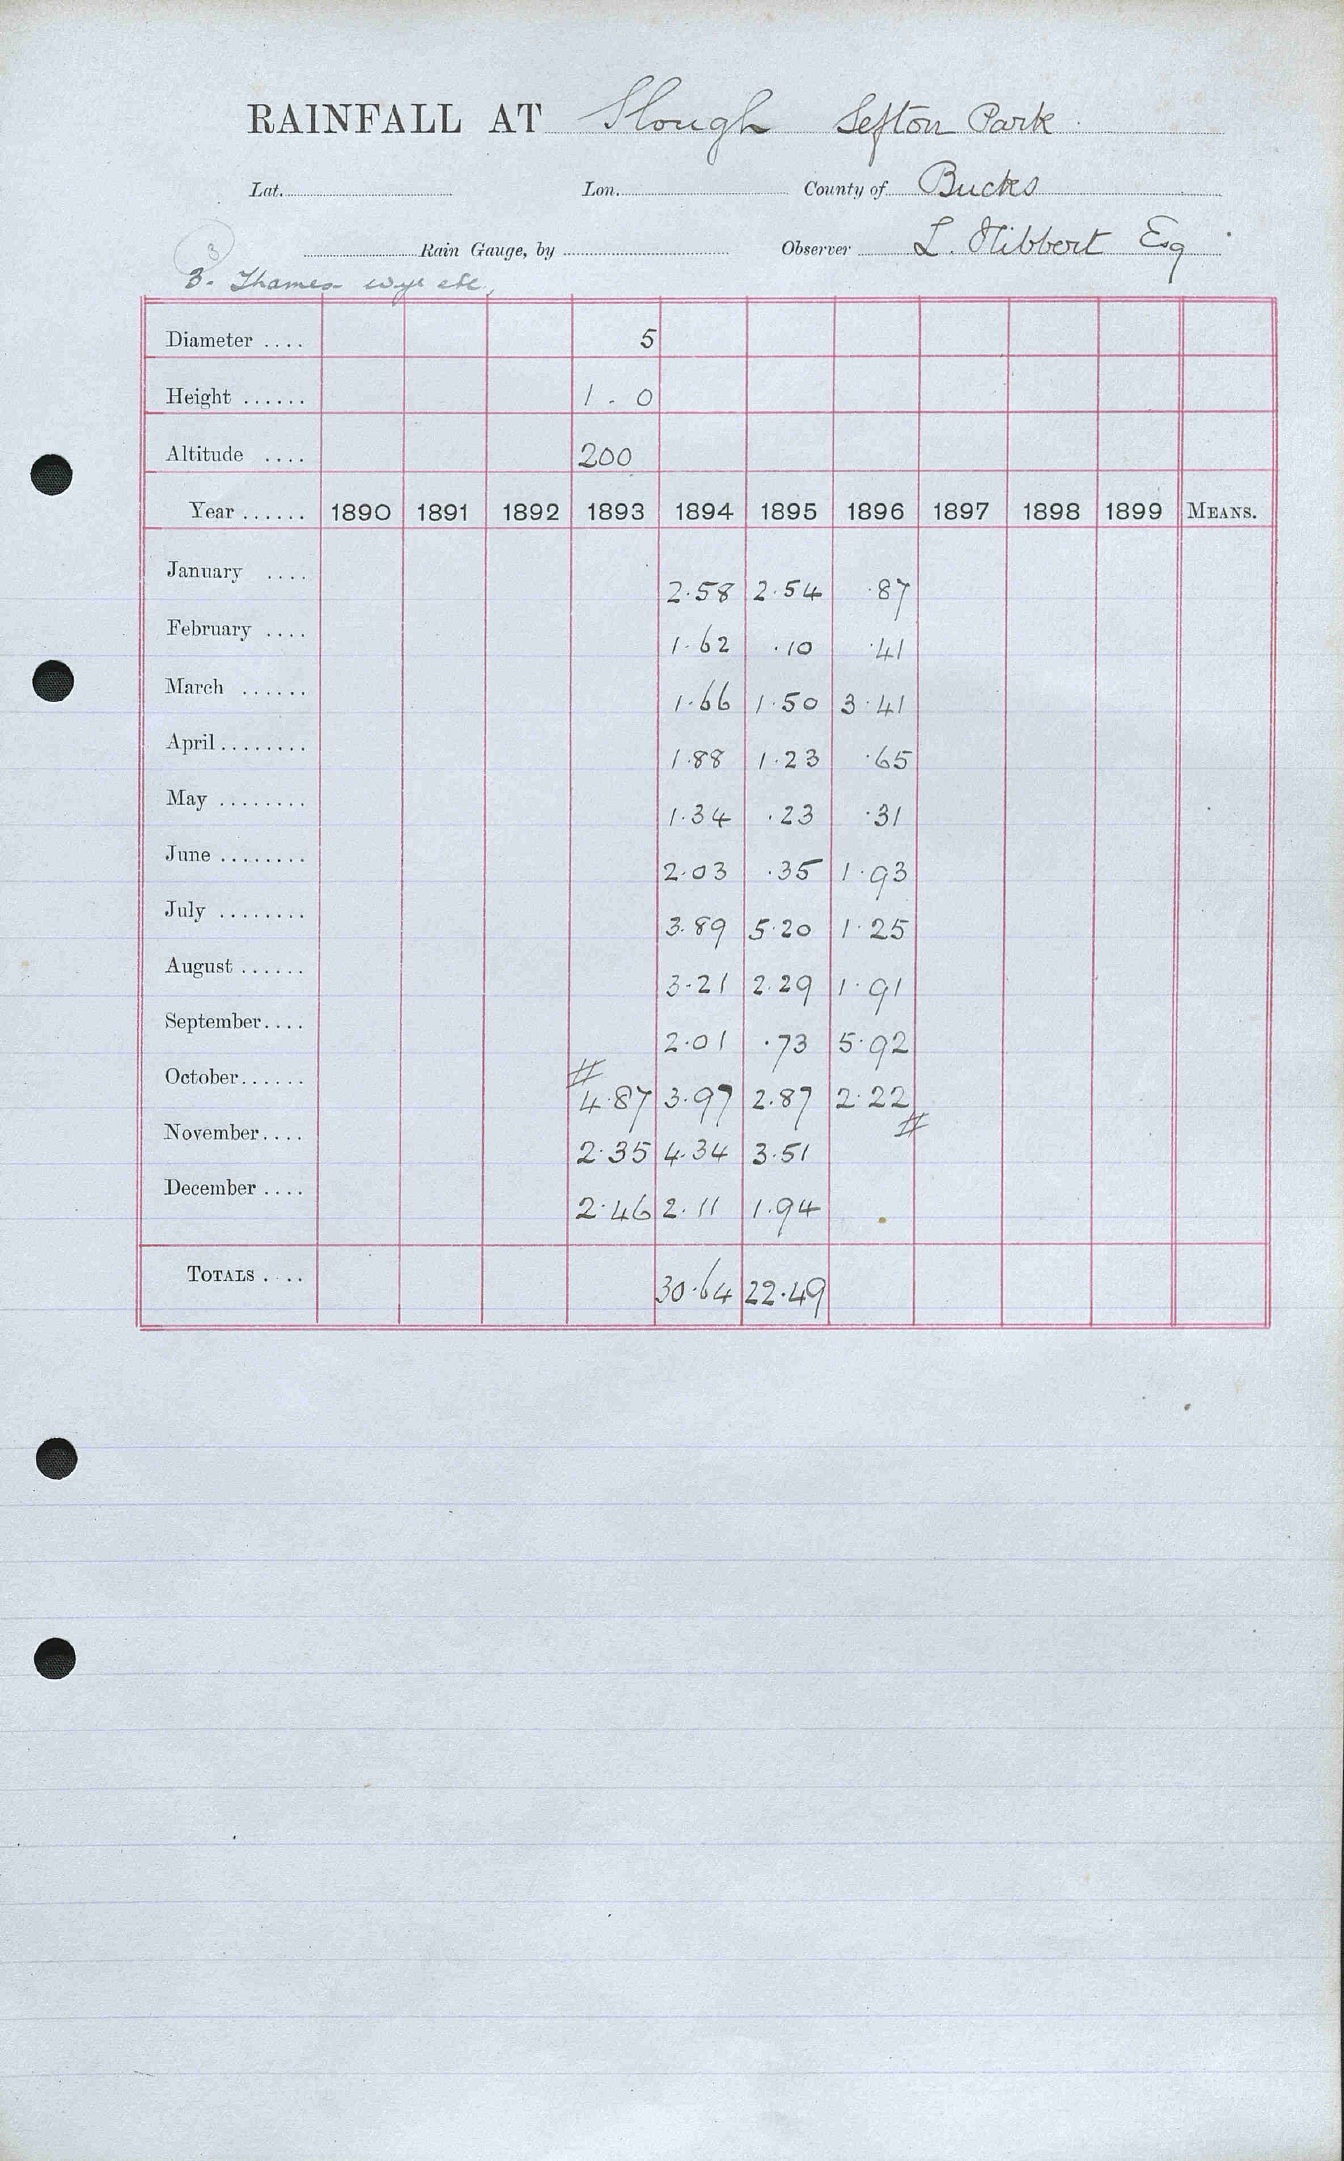 RAINFALL AT Slough Sefton Park
Lat. Lon. County of Bucks
Rain Gauge, by Observer L. Hibbert Esq
3
3. Thames Wye etc,
Diameter .... 5
Height ...... 1 . 0
Altitude .... 200
Year ...... 1890 1891 1892 1893 1894 1895 1896 1897 1898 1899 MEANS.
January .... 2.58 2.54 .87
February .... 1.62 .10 .41
March ...... 1.66 1.50 3.41
April ........ 1.88 1.23 .65
May ........ 1.34 .23 .31
June ........ 2.03 .35 1.93
July ........ 3.89 5.20 1.25
August ...... 3.21 2.29 1.91
September.... 2.01 .73 5.92
#
October...... 4.87 3.97 2.87 2.22
#
November.... 2.35 4.34 3.51
December .... 2.46 2.11 1.94
TOTALS .... 30.64 22.49